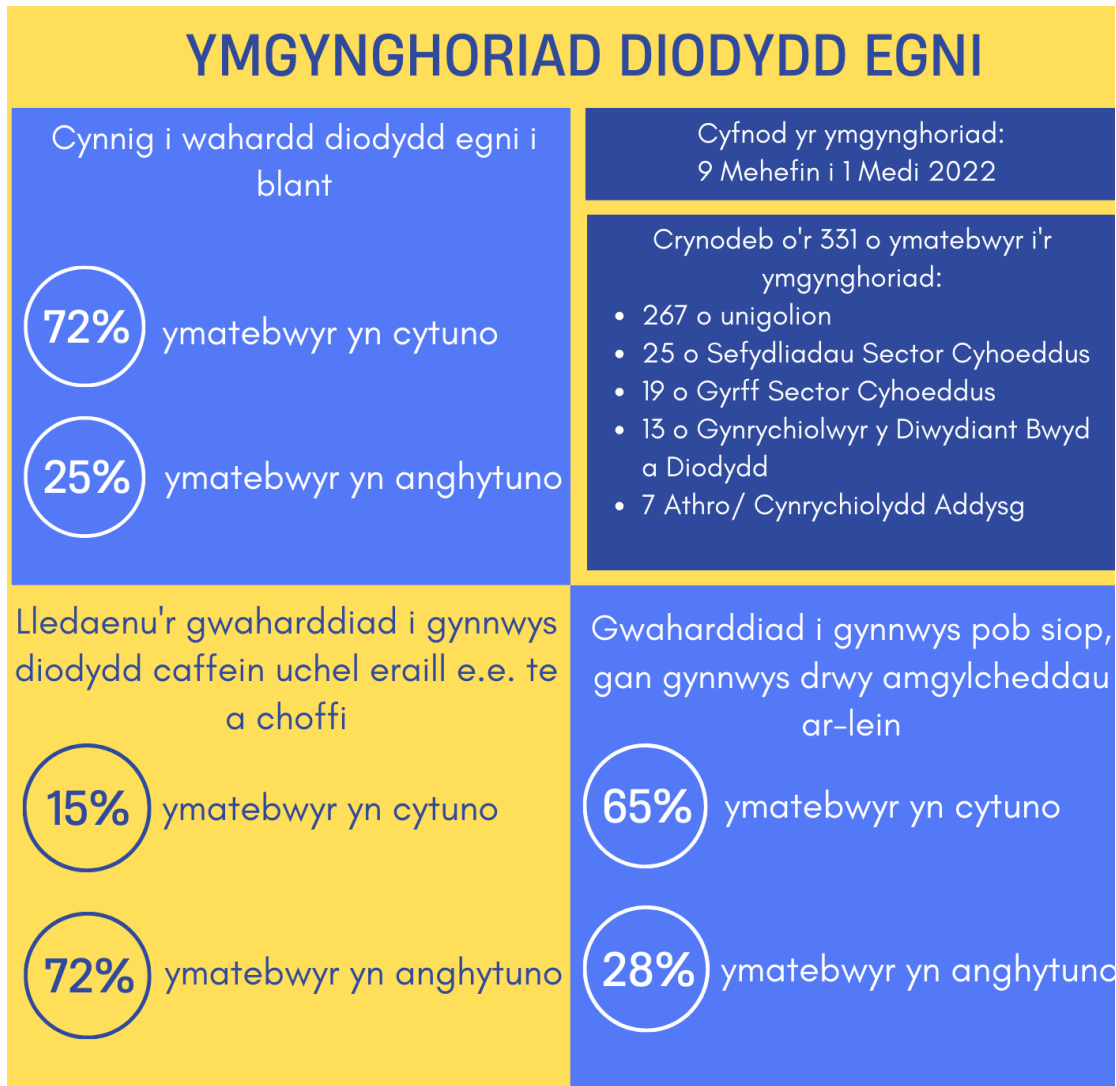 YMGYNGHORIAD DIODYDD EGNI
Cynnig i wahardd diodydd egni i
blant
72% ymatebwyr yn cytuno
25% ymatebwyr yn anghytuno
Cyfnod yr ymgynghoriad:
9 Mehefin i 1 Medi 2022
Crynodeb o'r 331 o ymatebwyr i'r
ymgynghoriad:
• 267 o unigolion
• 25 o Sefydliadau Sector Cyhoeddus
• 19 o Gyrff Sector Cyhoeddus
• 13 o Gynrychiolwyr y Diwydiant Bwyd
a Diodydd
• 7 Athro/ Cynrychiolydd Addysg
Lledaenu'r gwaharddiad i gynnwys
diodydd caffein uchel eraill e.e. te
a choffi
15% ymatebwyr yn cytuno
72% ymatebwyr yn anghytuno
Gwaharddiad i gynnwys pob siop,
gan gynnwys drwy amgylcheddau
ar-lein
65% ymatebwyr yn cytuno
28% ymatebwyr yn anghytuno